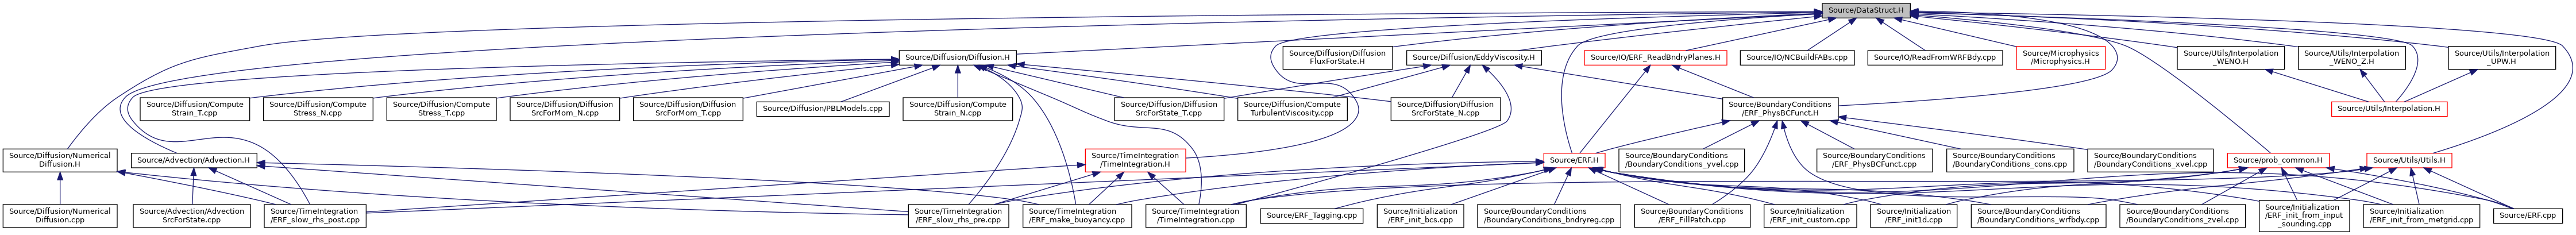 Source/DataStruct.H
Source/Diffusion/Diffusion.H
Source/Diffusion/Diffusion
FluxForState.H
Source/Diffusion/EddyViscosity.H
Source/IO/ERF_ReadBndryPlanes.H
Source/IO/NCBuildFABs.cpp
Source/IO/ReadFromWRFBdy.cpp
Source/Microphysics
/Microphysics.H
Source/Utils/Interpolation
_WENO.H
Source/Utils/Interpolation
_WENO_Z.H
Source/Utils/Interpolation
_UPW.H
Source/Diffusion/Compute
Strain_T.cpp
Source/Diffusion/Compute
Stress_N.cpp
Source/Diffusion/Compute
Stress_T.cpp
Source/Diffusion/Diffusion
SrcForMom_N.cpp
Source/Diffusion/Diffusion
SrcForMom_T.cpp
Source/Diffusion/PBLModels.cpp
Source/Diffusion/Compute
Strain_N.cpp
Source/Diffusion/Diffusion
SrcForState_T.cpp
Source/Diffusion/Compute
TurbulentViscosity.cpp
Source/Diffusion/Diffusion
SrcForState_N.cpp
Source/BoundaryConditions
/ERF_PhysBCFunct.H
Source/Utils/Interpolation.H
Source/Diffusion/Numerical
Diffusion.H
Source/Advection/Advection.H
Source/TimeIntegration
/TimeIntegration.H
Source/ERF.H
Source/BoundaryConditions
/BoundaryConditions_yvel.cpp
Source/BoundaryConditions
/ERF_PhysBCFunct.cpp
Source/BoundaryConditions
/BoundaryConditions_cons.cpp
Source/BoundaryConditions
/BoundaryConditions_xvel.cpp
Source/prob_common.H
Source/Utils/Utils.H
Source/Diffusion/Numerical
Diffusion.cpp
Source/Advection/Advection
SrcForState.cpp
Source/TimeIntegration
/ERF_slow_rhs_post.cpp
Source/TimeIntegration
/ERF_slow_rhs_pre.cpp
Source/TimeIntegration
/ERF_make_buoyancy.cpp
Source/TimeIntegration
/TimeIntegration.cpp
Source/ERF_Tagging.cpp
Source/Initialization
/ERF_init_bcs.cpp
Source/BoundaryConditions
/BoundaryConditions_bndryreg.cpp
Source/BoundaryConditions
/ERF_FillPatch.cpp
Source/Initialization
/ERF_init_custom.cpp
Source/Initialization
/ERF_init1d.cpp
Source/BoundaryConditions
/BoundaryConditions_wrfbdy.cpp
Source/BoundaryConditions
/BoundaryConditions_zvel.cpp
Source/Initialization
/ERF_init_from_input
_sounding.cpp
Source/Initialization
/ERF_init_from_metgrid.cpp
Source/ERF.cpp